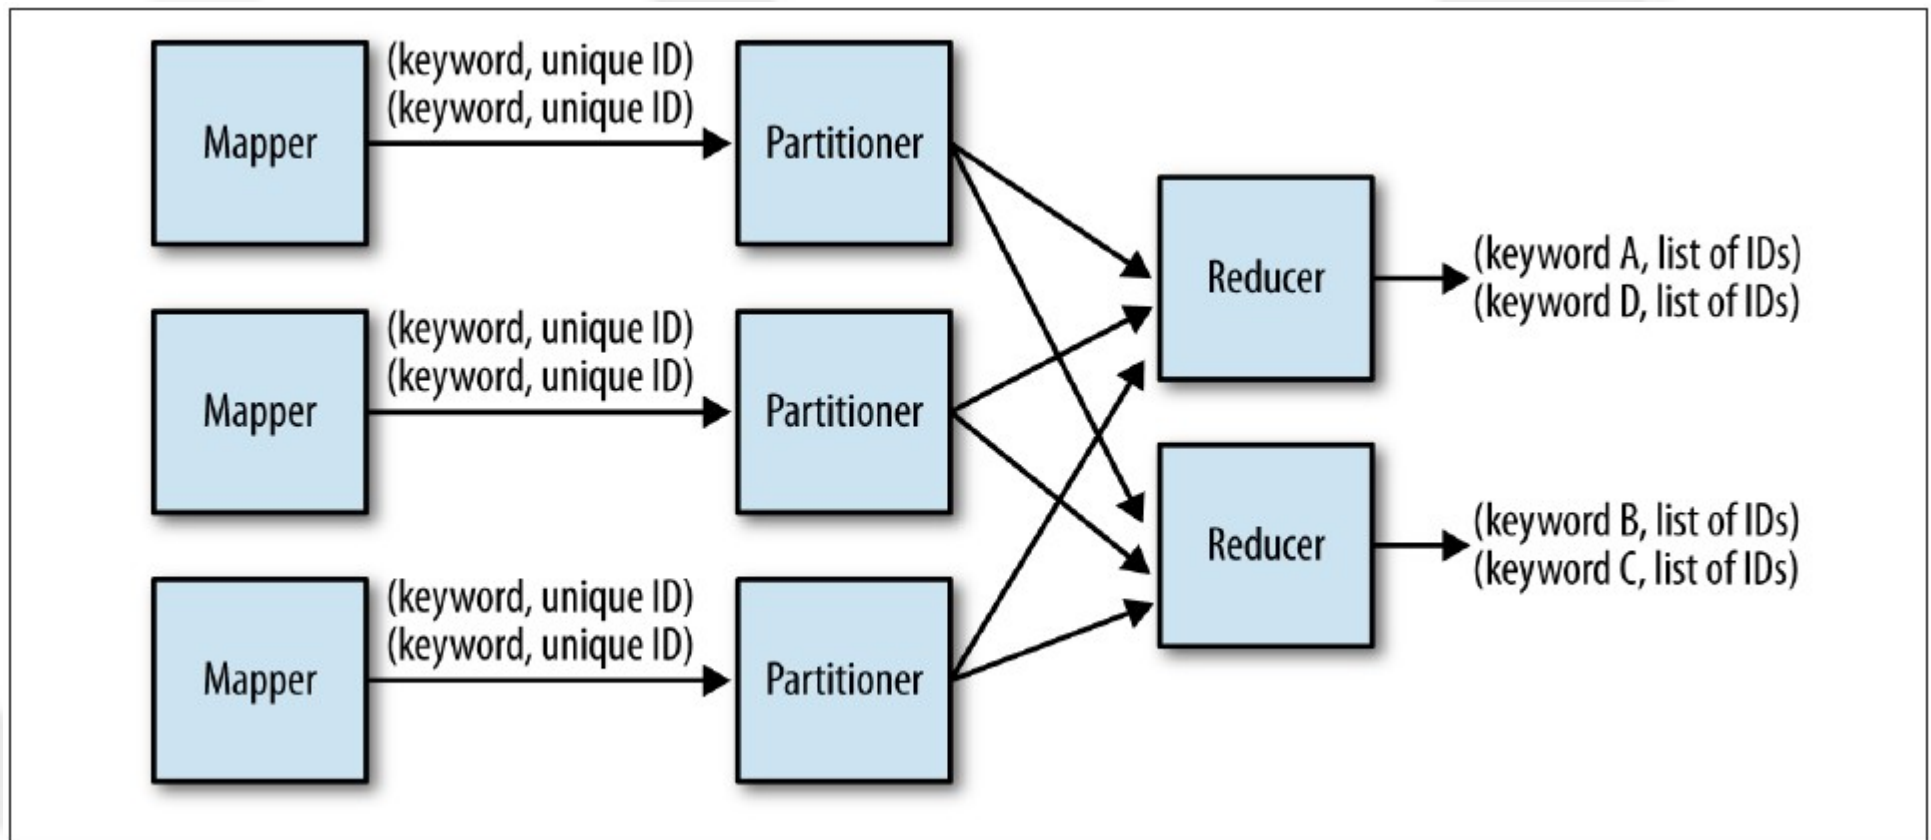 Mapper
(keyword, unique ID)
(keyword, unique ID)
Partitioner
Mapper
(keyword, unique ID)
(keyword, unique ID)
Partitioner
Mapper
(keyword, unique ID)
(keyword, unique ID)
Partitioner
Reducer
(keyword A, list of IDs)
(keyword D, list of IDs)
Reducer
(keyword B, list of IDs)
(keyword C, list of IDs)